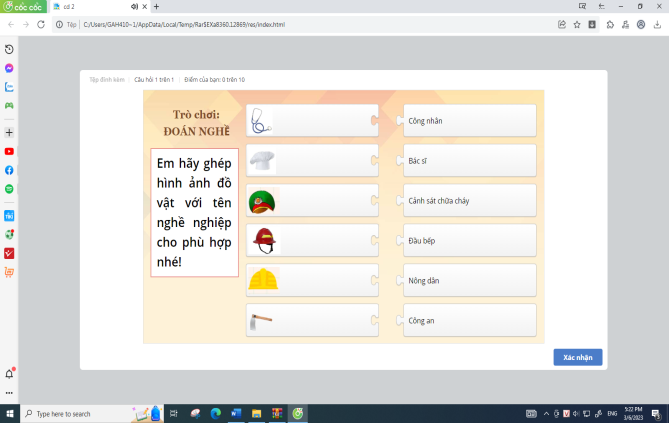 cốc cốc
cd 2
Tệp
C:/Users/GAH410~1/AppData/Local/Temp/Rar$EXa8360.12869/res/index.html
Tệp đính kèm
Câu hỏi 1 trên 1
Điểm của bạn: 0 trên 10
Trò chơi:
ĐOÁN NGHỀ
Em hãy ghép
hình ảnh đồ
vật với tên
nghề nghiệp
cho phù hợp
nhé!
Công nhân
Bác sĩ
Cảnh sát chữa cháy
Đầu bếp
Nông dân
Công an
Xác nhận
Type here to search
ENG
5:22 PM
3/6/2023